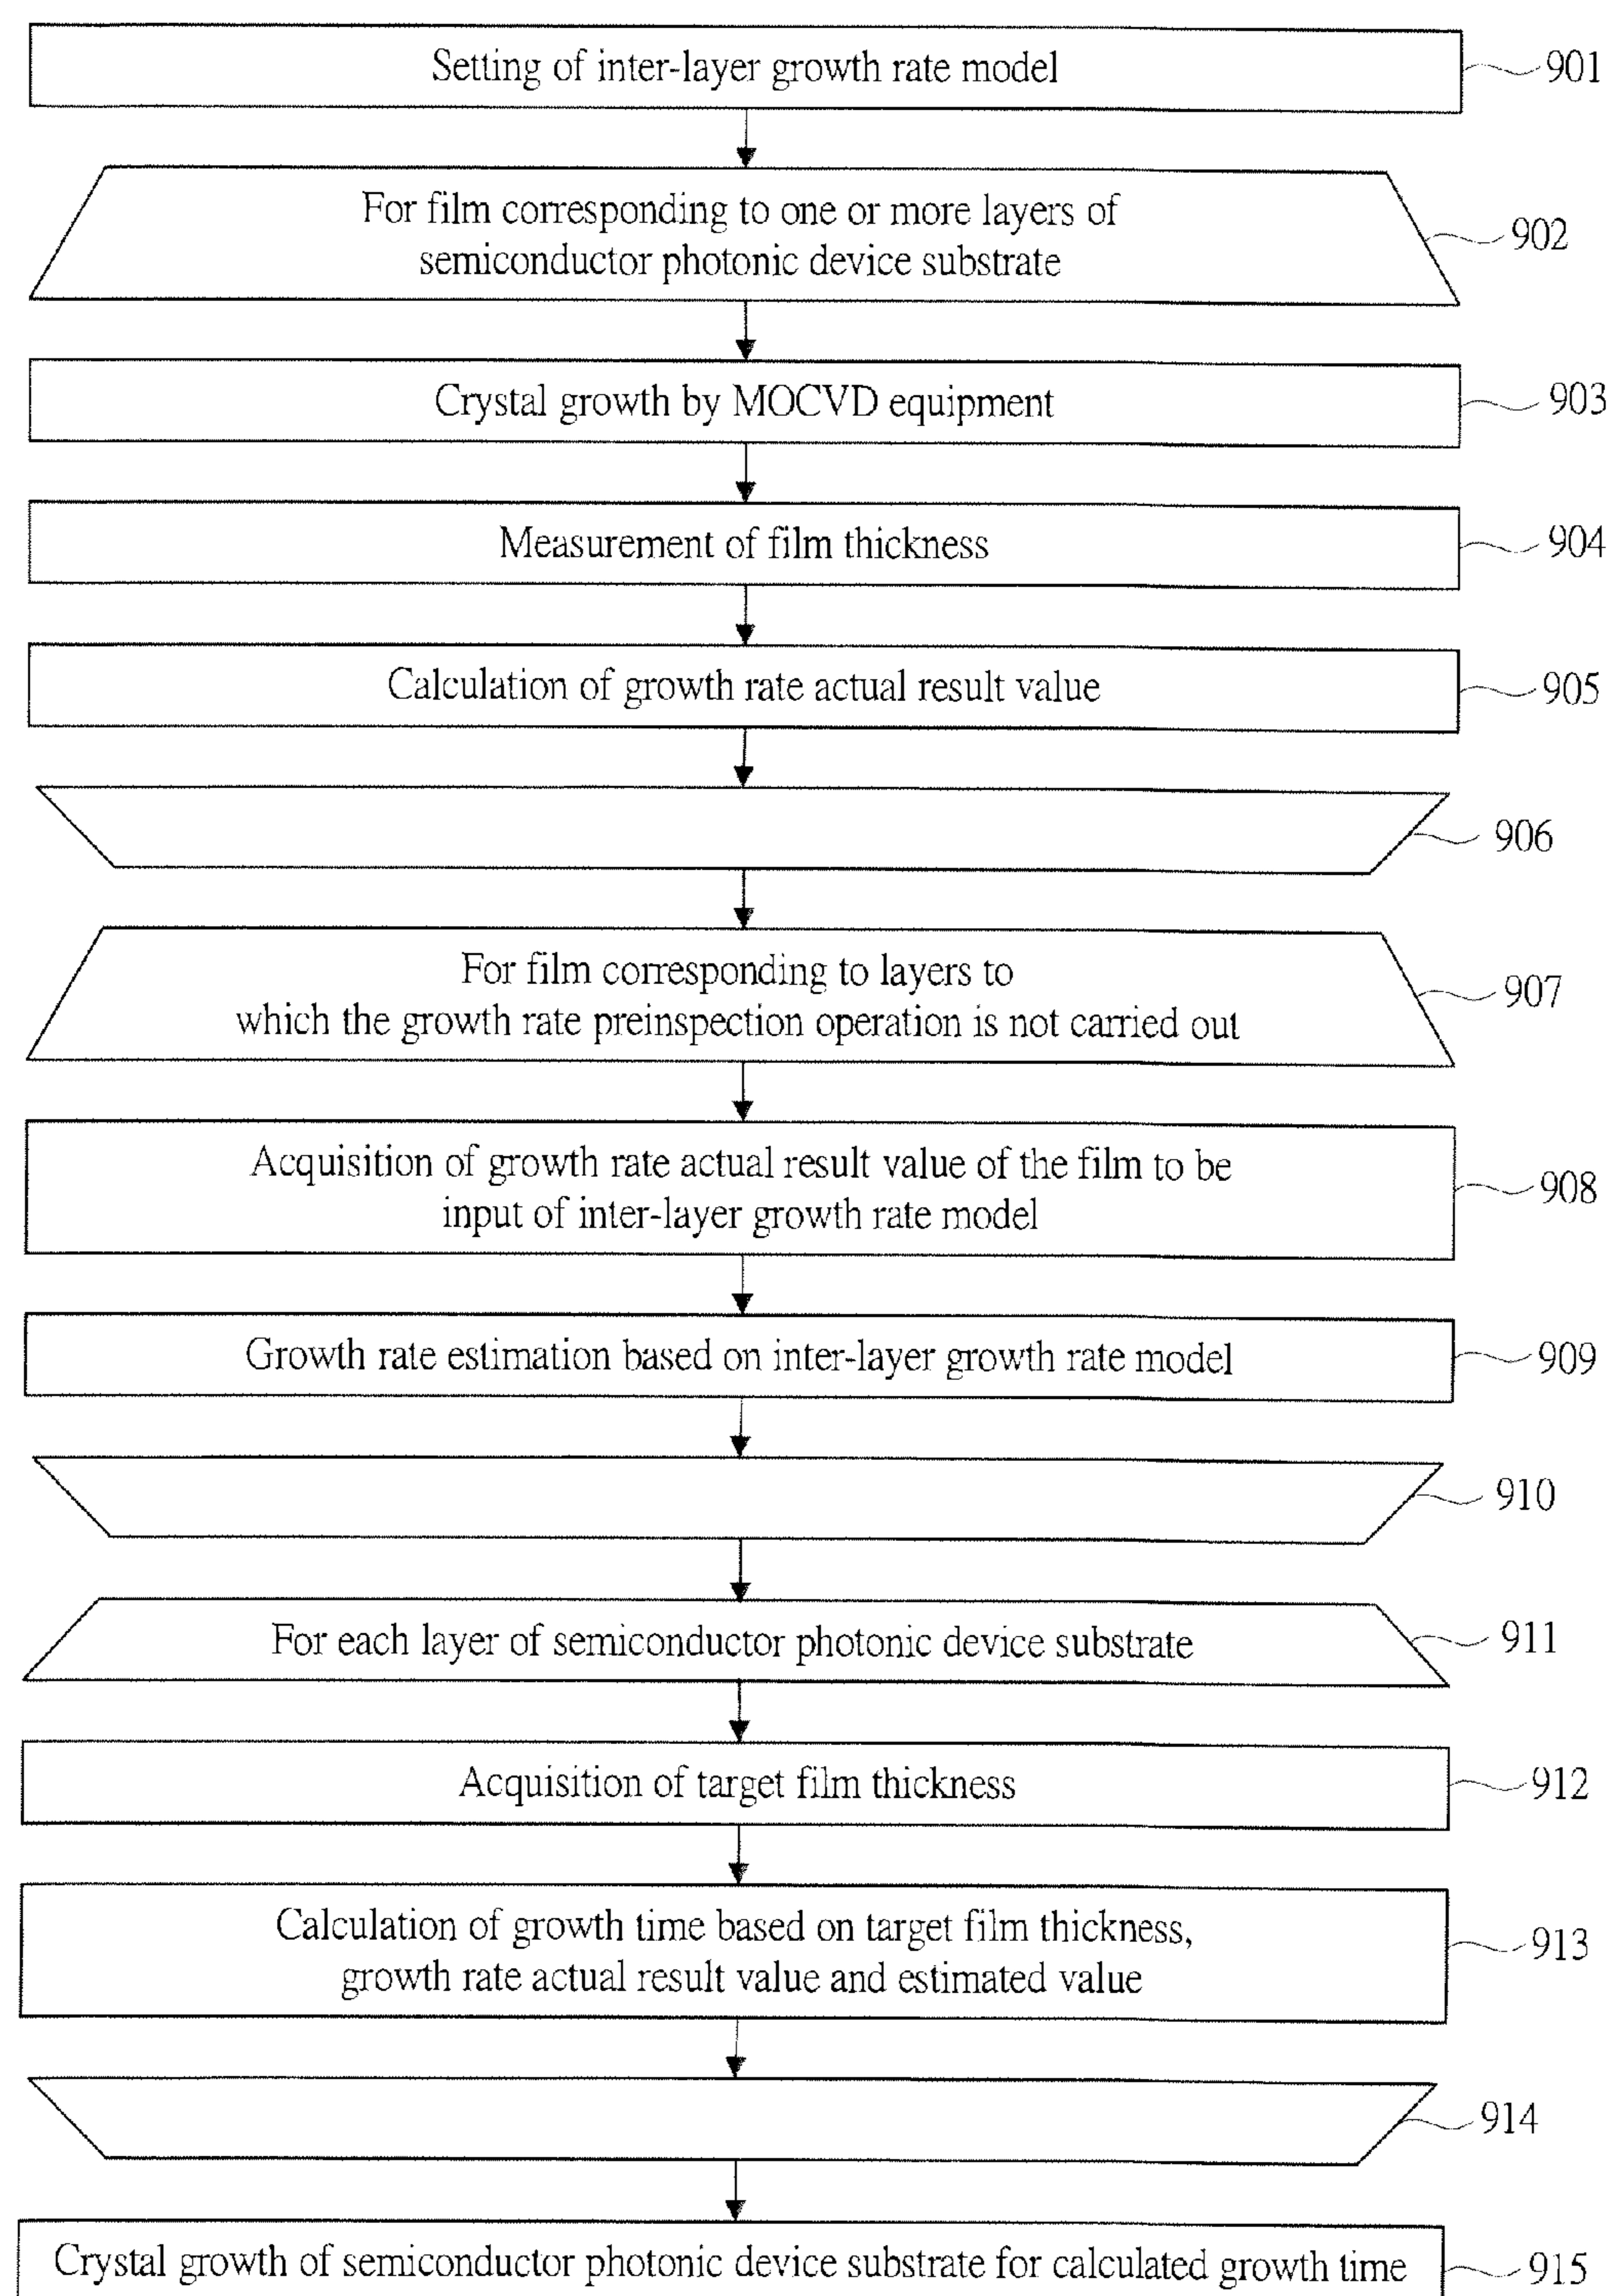 Setting of inter-layer growth rate model
901
For film corresponding to one or more layers of
semiconductor photonic device substrate
902
Crystal growth by MOCVD equipment
903
Measurement of film thickness
904
Calculation of growth rate actual result value
905
906
For film corresponding to layers to
which the growth rate preinspection operation is not carried out
907
Acquisition of growth rate actual result value of the film to be
input of inter-layer growth rate model
908
Growth rate estimation based on inter-layer growth rate model
909
910
For each layer of semiconductor photonic device substrate
911
Acquisition of target film thickness
912
Calculation of growth time based on target film thickness,
growth rate actual result value and estimated value
913
914
Crystal growth of semiconductor photonic device substrate for calculated growth time
915